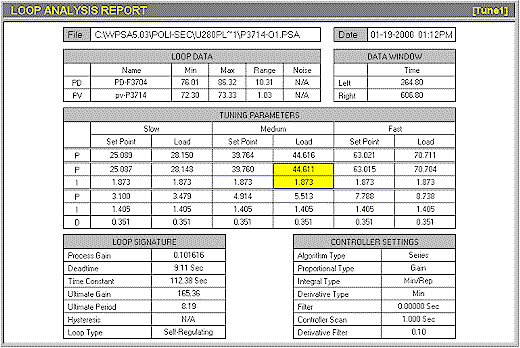 LOOP ANALYSIS REPORT [Tune1]
File C:\WPSA5.03\POLI-SEC\U280PL~1\P3714-O1.PSA Date 01-19-2000 01:12PM
LOOP DATA
Name Min Max Range Noise
PD PD-F3704 76.01 86.32 10.31 N/A
PV pv-P3714 72.30 73.33 1.03 N/A
DATA WINDOW
Time
Left 264.80
Right 606.80
TUNING PARAMETERS
Slow Medium Fast
Set Point Load Set Point Load Set Point Load
P 25.089 28.150 39.764 44.616 63.021 70.711
P 25.087 28.148 39.760 44.611 63.015 70.704
I 1.873 1.873 1.873 1.873 1.873 1.873
P 3.100 3.479 4.914 5.513 7.788 8.738
I 1.405 1.405 1.405 1.405 1.405 1.405
D 0.351 0.351 0.351 0.351 0.351 0.351
LOOP SIGNATURE
Process Gain 0.101616
Deadtime 9.11 Sec
Time Constant 112.38 Sec
Ultimate Gain 165.36
Ultimate Period 8.19
Hysteresis N/A
Loop Type Self-Regulating
CONTROLLER SETTINGS
Algorithm Type Series
Proportional Type Gain
Integral Type Min/Rep
Derivative Type Min
Filter 0.00000 Sec
Controller Scan 1.000 Sec
Derivative Filter 0.10